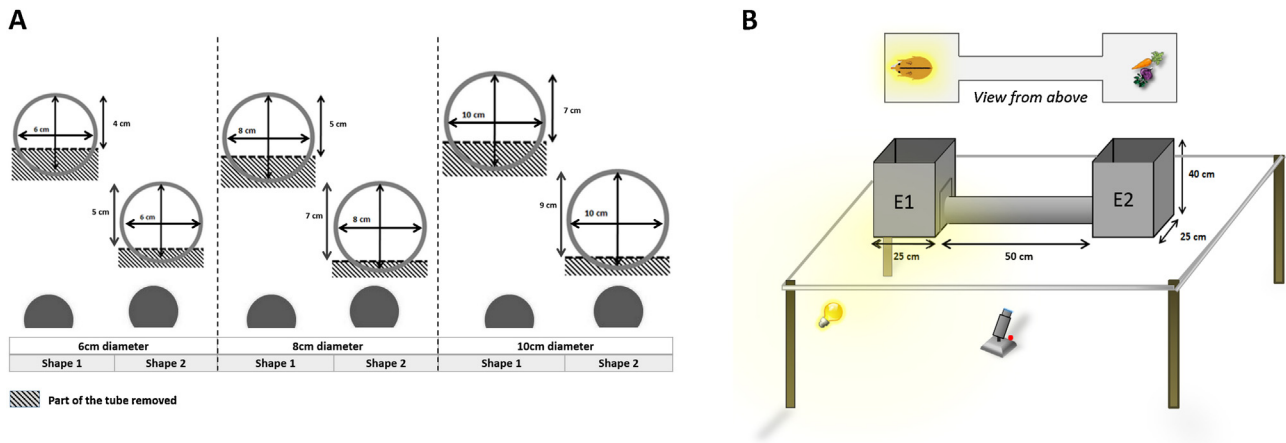 A
6 cm
4 cm
5 cm
6 cm
8 cm
5 cm
7 cm
8 cm
10 cm
7 cm
9 cm
10 cm
6cm diameter
8cm diameter
10cm diameter
Shape 1
Shape 2
Shape 1
Shape 2
Shape 1
Shape 2
Part of the tube removed
B
View from above
E1
E2
40 cm
25 cm
25 cm
50 cm